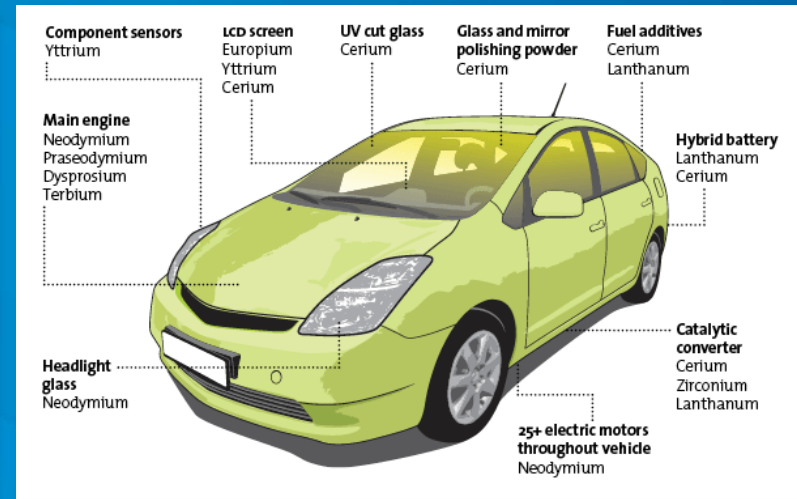 Component sensors
Yttrium
LCD screen
Europium
Yttrium
Cerium
UV cut glass
Cerium
Glass and mirror
polishing powder
Cerium
Fuel additives
Cerium
Lanthanum
Main engine
Neodymium
Praseodymium
Dysprosium
Terbium
Hybrid battery
Lanthanum
Cerium
Headlight
glass
Neodymium
Catalytic
converter
Cerium
Zirconium
Lanthanum
25+ electric motors
throughout vehicle
Neodymium